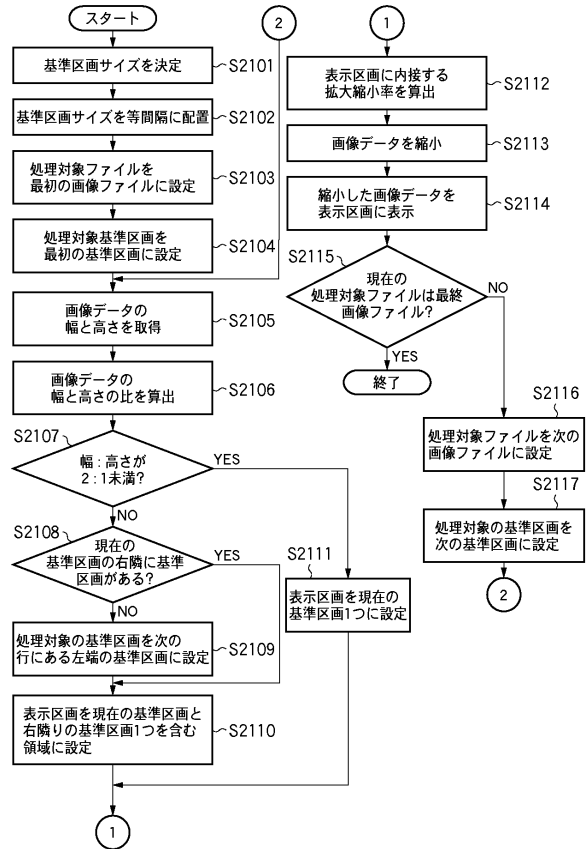 スタート
基準区画サイズを決定
S2101
基準区画サイズを等間隔に配置
S2102
処理対象ファイルを
最初の画像ファイルに設定
S2103
処理対象基準区画を
最初の基準区画に設定
S2104
2
画像データの
幅と高さを取得
S2105
画像データの
幅と高さの比を算出
S2106
S2107
幅：高さが
2：1未満？
YES
NO
S2108
現在の
基準区画の右隣に基準
区画がある？
YES
NO
処理対象の基準区画を次の
行にある左端の基準区画に設定
S2109
表示区画を現在の基準区画と
右隣りの基準区画1つを含む
領域に設定
S2110
S2111
表示区画を現在の
基準区画1つに設定
1
1
表示区画に内接する
拡大縮小率を算出
S2112
画像データを縮小
S2113
縮小した画像データを
表示区画に表示
S2114
S2115
現在の
処理対象ファイルは最終
画像ファイル？
NO
YES
終了
S2116
処理対象ファイルを次の
画像ファイルに設定
S2117
処理対象の基準区画を
次の基準区画に設定
2